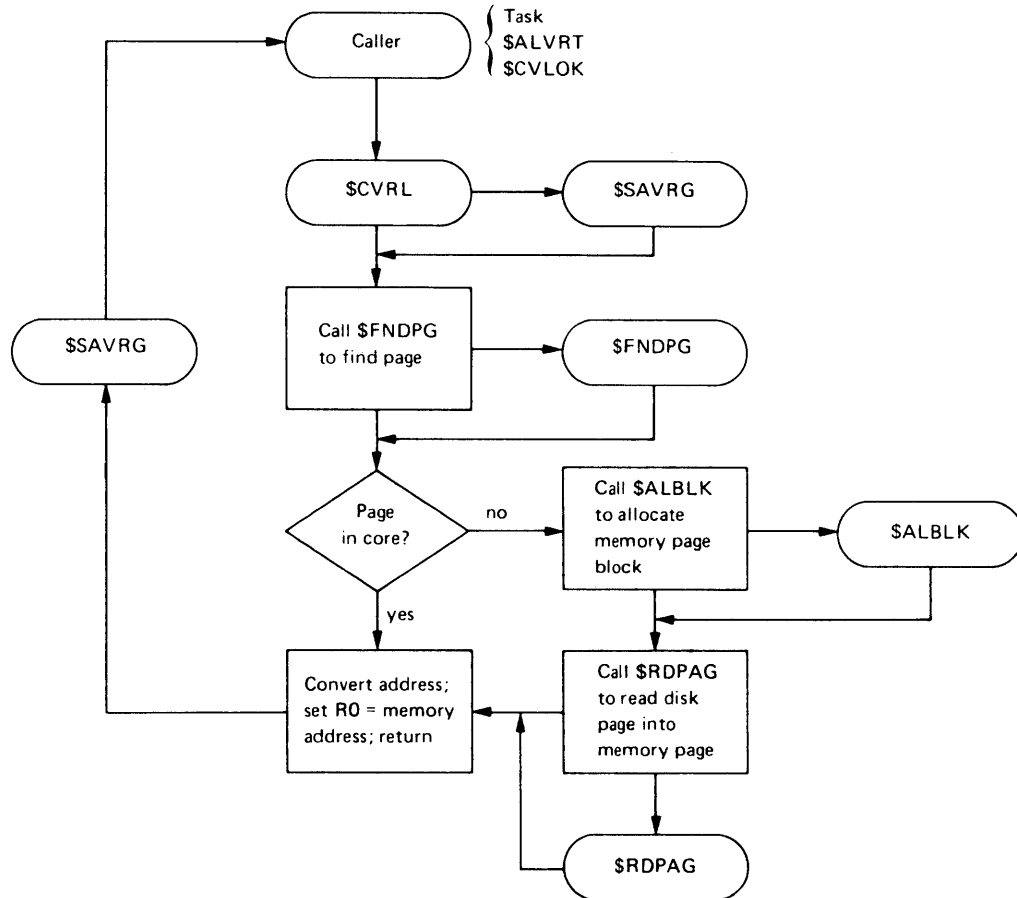 Caller
Task
$ALVRT
$CVLOK
$CVRL
$SAVRG
Call $FNDPG
to find page
$FNDPG
$SAVRG
Page
in core?
no
Call $ALBLK
to allocate
memory page
block
$ALBLK
yes
Convert address;
set R0 = memory
address; return
Call $RDPAG
to read disk
page into
memory page
$RDPAG